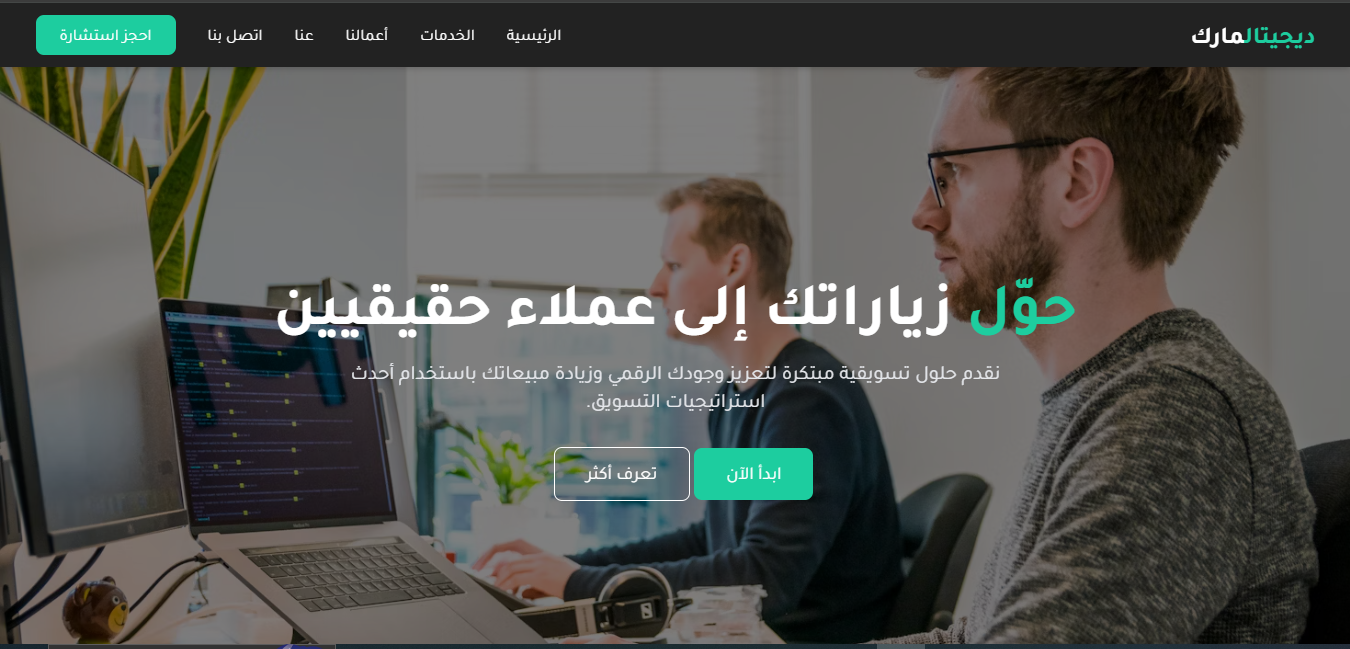 ديجيتالمارك
الرئيسية
الخدمات
أعمالنا
عنا
اتصل بنا
احجز استشارة
حوّل زياراتك إلى عملاء حقيقيين
نقدم حلول تسويقية مبتكرة لتعزيز وجودك الرقمي وزيادة مبيعاتك باستخدام أحدث
استراتيجيات التسويق.
ابدأ الآن
تعرف أكثر